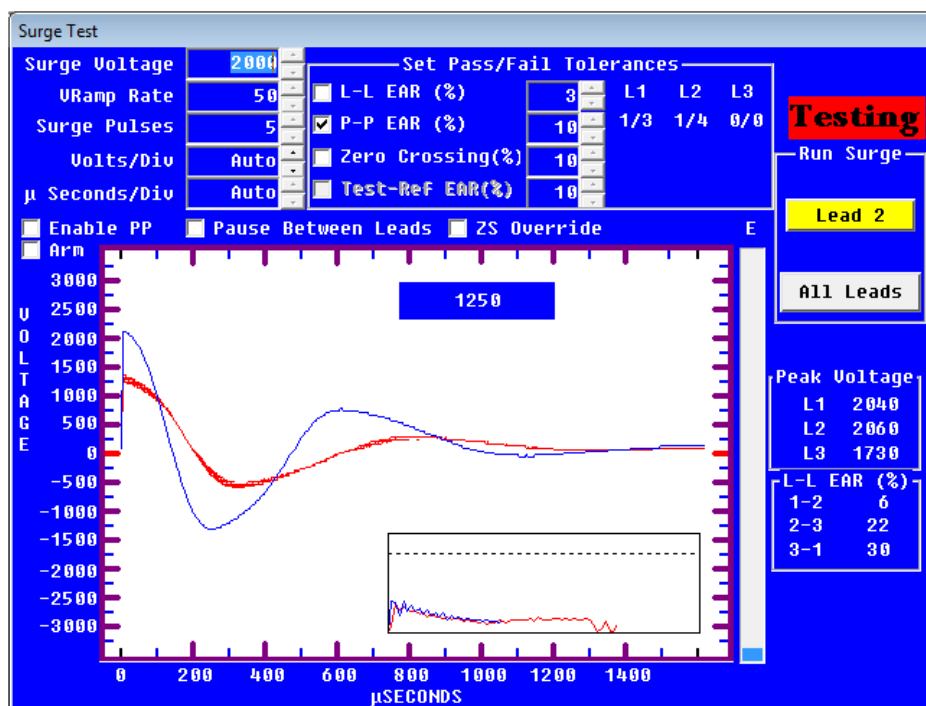 Surge Test
Surge Voltage 2000
VRamp Rate 50
Surge Pulses 5
Volts/Div Auto
µ Seconds/Div Auto
Set Pass/Fail Tolerances
L-L EAR (%) 3 L1 L2 L3
P-P EAR (%) 10 1/3 1/4 0/0
Zero Crossing(%) 10
Test-Ref EAR(%) 10
Testing
Run Surge
Lead 2
All Leads
Enable PP Pause Between Leads ZS Override E
Arm
VOLTAGE
3000
2500
2000
1500
1000
500
0
-500
-1000
-1500
-2000
-2500
-3000
1250
0 200 400 600 800 1000 1200 1400
µSECONDS
Peak Voltage
L1 2040
L2 2060
L3 1730
L-L EAR (%)
1-2 6
2-3 22
3-1 30